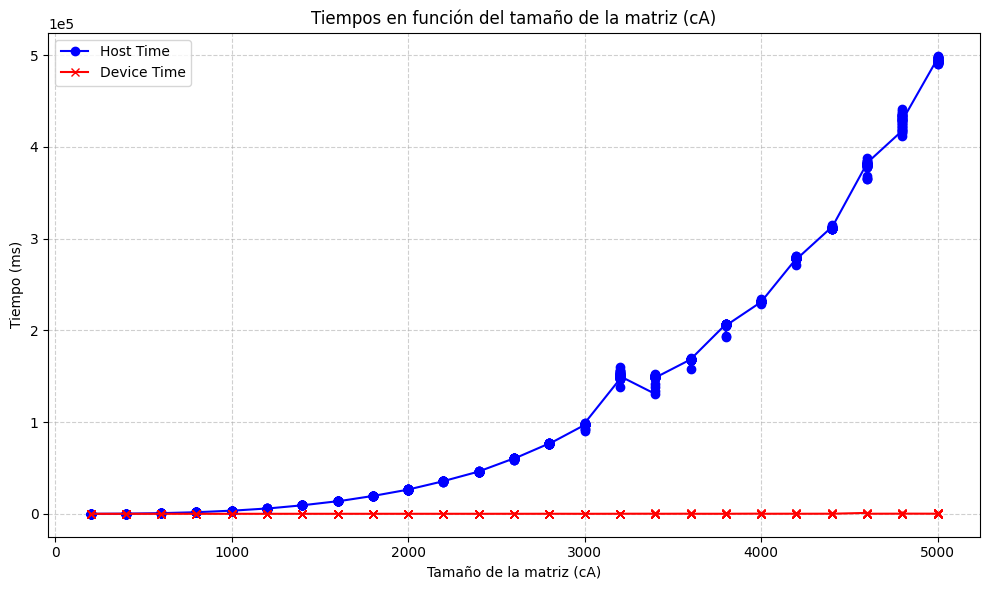 Tiempos en función del tamaño de la matriz (cA)
1e5
Host Time
Device Time
5
4
3
2
1
0
Tiempo (ms)
0 1000 2000 3000 4000 5000
Tamaño de la matriz (cA)